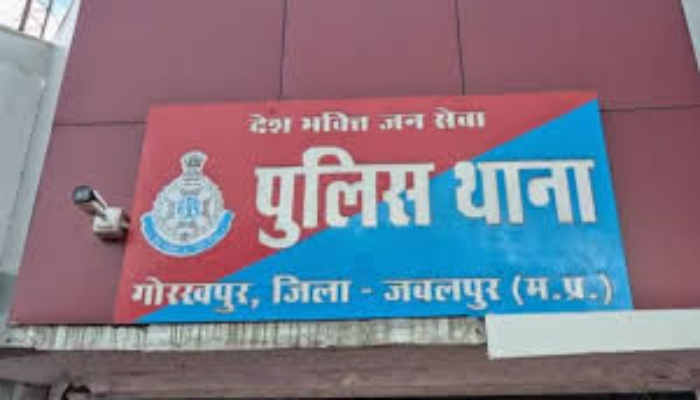 देश भक्ति जन सेवा
पुलिस थाना
गोरखपुर, जिला - जबलपुर (म.प्र.)